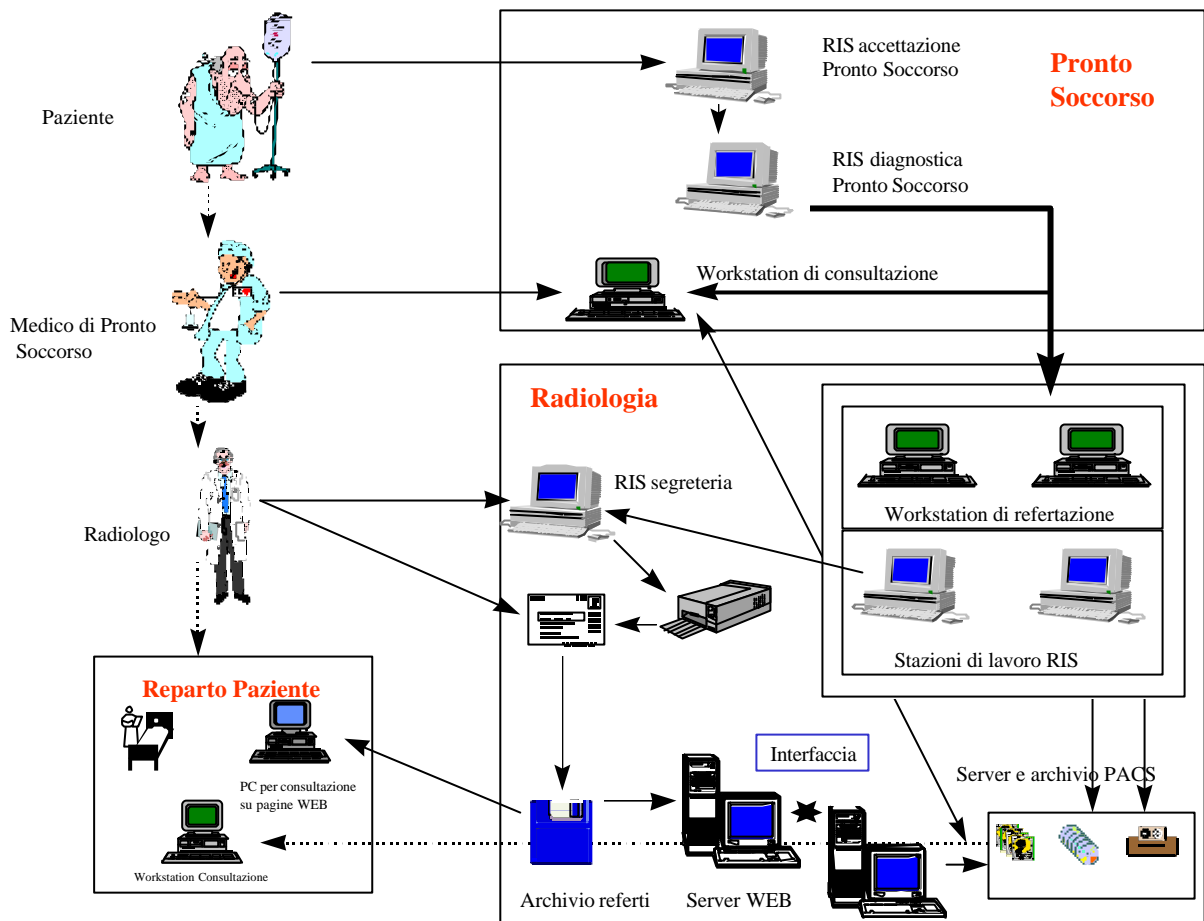 RIS accettazione
Pronto Soccorso
Pronto
Soccorso
Paziente
RIS diagnostica
Pronto Soccorso
Workstation di consultazione
Medico di Pronto
Soccorso
Radiologia
RIS segreteria
Workstation di refertazione
Radiologo
Stazioni di lavoro RIS
Reparto Paziente
Interfaccia
Server e archivio PACS
PC per consultazione
su pagine WEB
Workstation Consultazione
Archivio referti
Server WEB